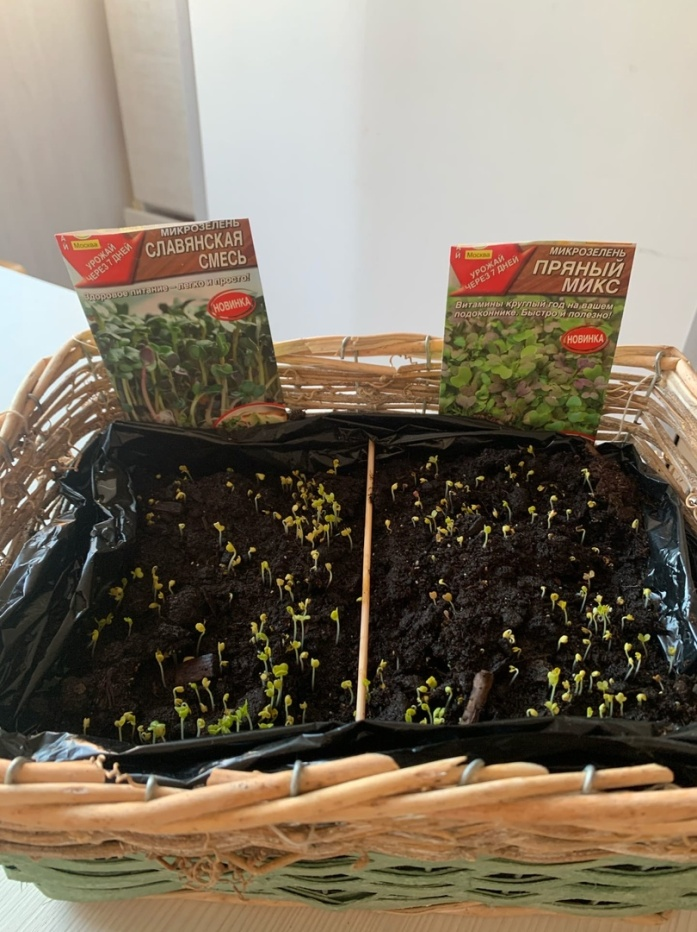 Москва
УРОЖАЙ
ЧЕРЕЗ 7 ДНЕЙ
МИКРОЗЕЛЕНЬ
СЛАВЯНСКАЯ
СМЕСЬ
Здоровое питание – легко и просто!
НОВИНКА
Москва
УРОЖАЙ
ЧЕРЕЗ 7 ДНЕЙ
МИКРОЗЕЛЕНЬ
ПРЯНЫЙ
МИКС
Витамины круглый год на вашем
подоконнике. Быстро и полезно!
НОВИНКА